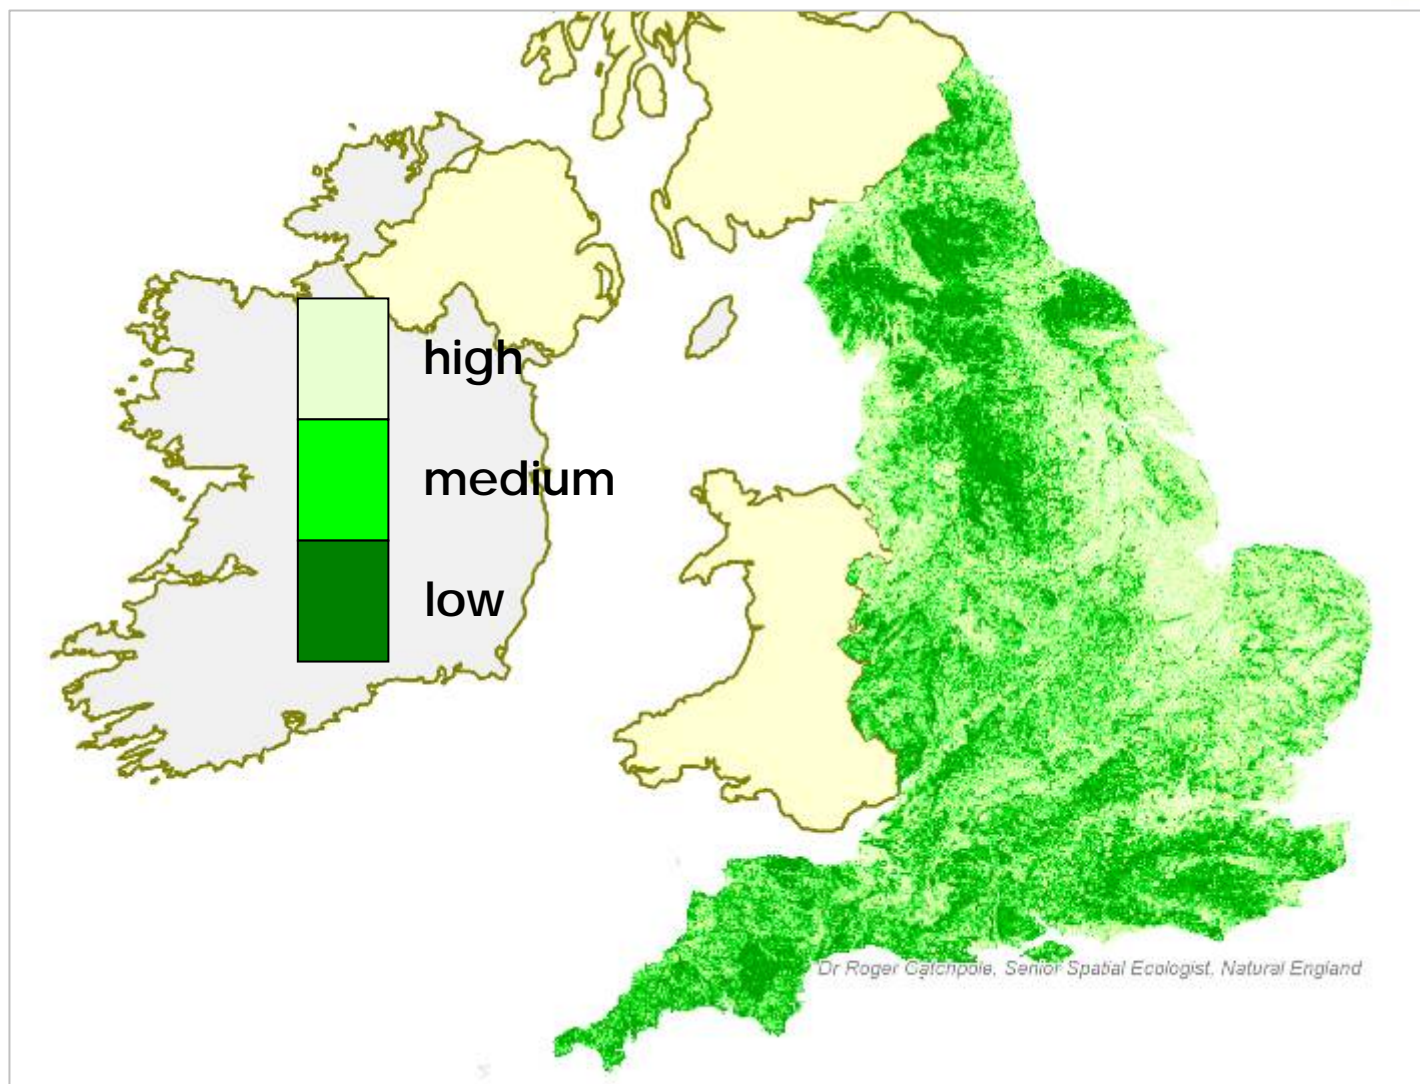 high
medium
low
Dr Roger Catchpole, Senior Spatial Ecologist, Natural England